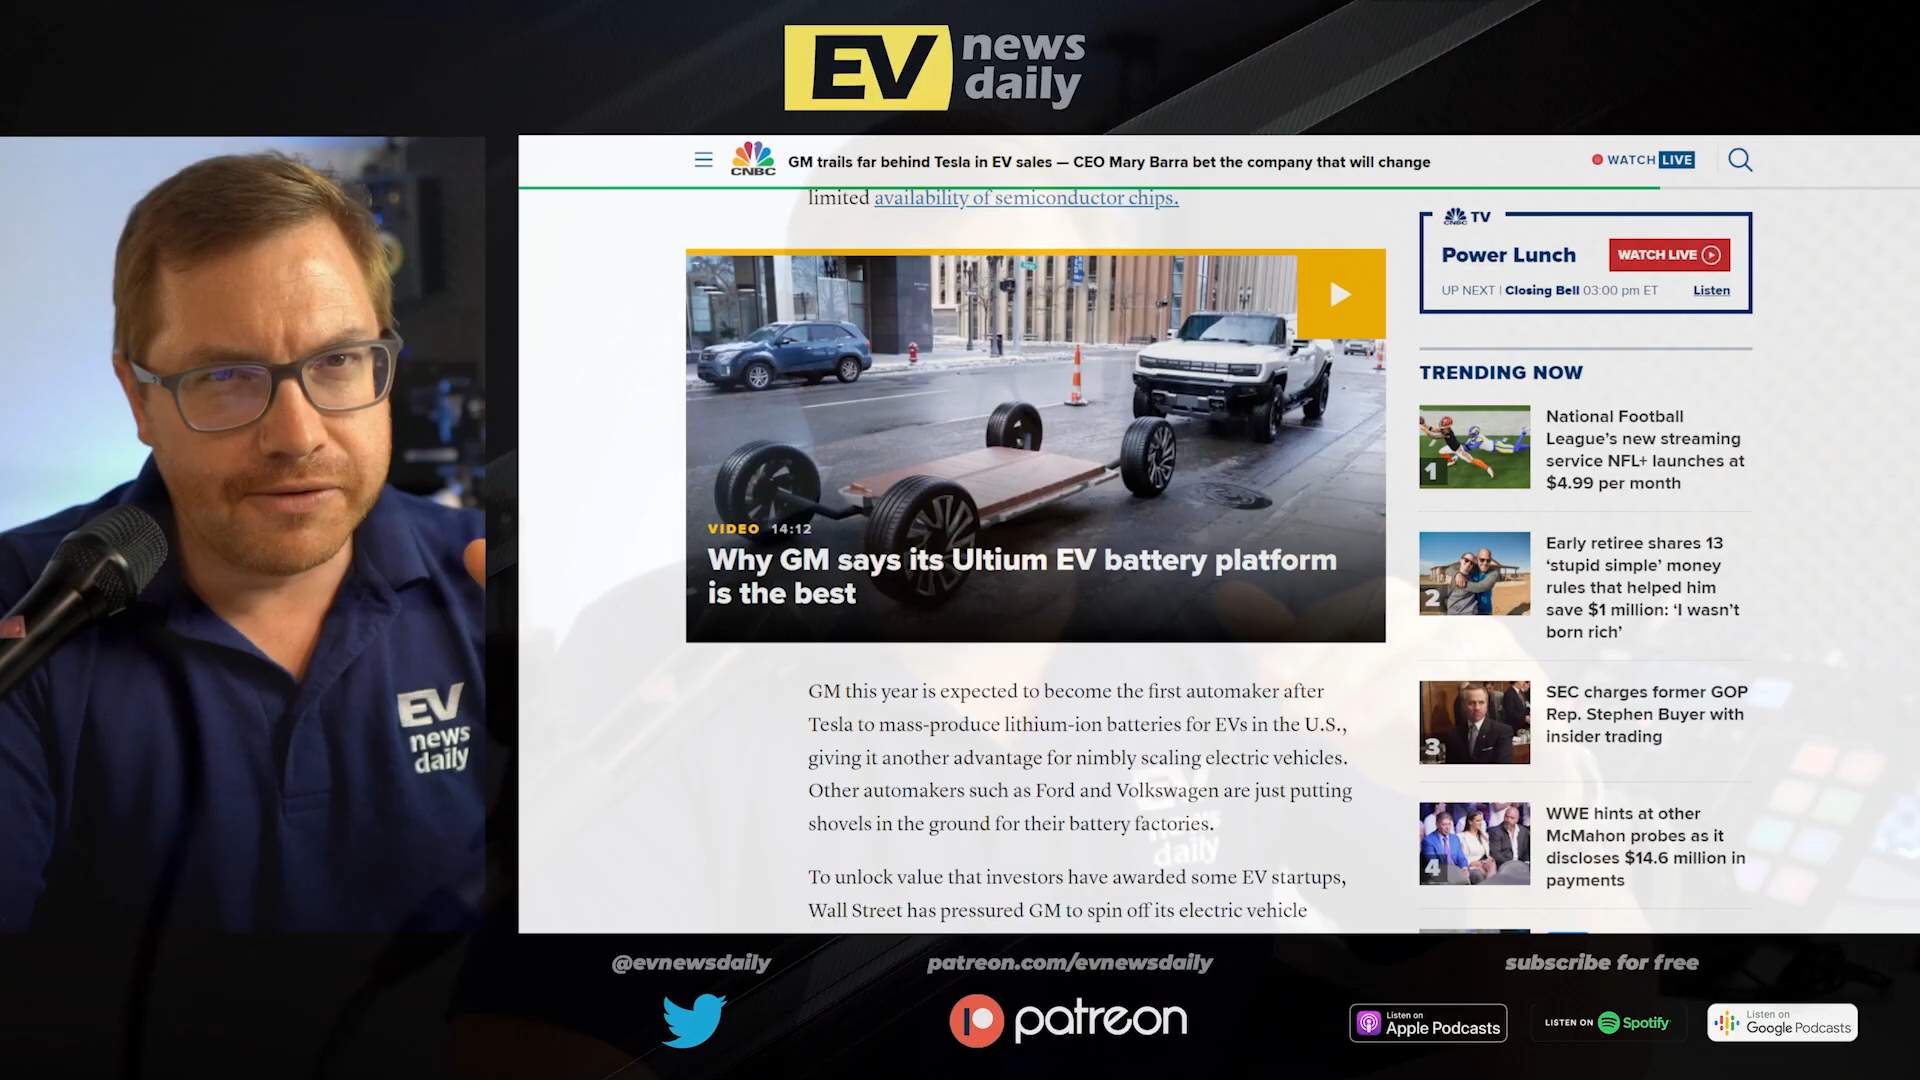 EV news
daily
CNBC
GM trails far behind Tesla in EV sales — CEO Mary Barra bet the company that will change
WATCH LIVE
limited availability of semiconductor chips.
VIDEO 14:12
Why GM says its Ultium EV battery platform
is the best
GM this year is expected to become the first automaker after
Tesla to mass-produce lithium-ion batteries for EVs in the U.S.,
giving it another advantage for nimbly scaling electric vehicles.
Other automakers such as Ford and Volkswagen are just putting
shovels in the ground for their battery factories.
To unlock value that investors have awarded some EV startups,
Wall Street has pressured GM to spin off its electric vehicle
CNBC TV
Power Lunch
WATCH LIVE
UP NEXT | Closing Bell 03:00 pm ET
Listen
TRENDING NOW
1
National Football
League's new streaming
service NFL+ launches at
$4.99 per month
2
Early retiree shares 13
‘stupid simple’ money
rules that helped him
save $1 million: ‘I wasn’t
born rich’
3
SEC charges former GOP
Rep. Stephen Buyer with
insider trading
4
WWE hints at other
McMahon probes as it
discloses $14.6 million in
payments
EV
news
daily
news
daily
@evnewsdaily
patreon.com/evnewsdaily
patreon
subscribe for free
Listen on
Apple Podcasts
LISTEN ON Spotify
Listen on
Google Podcasts